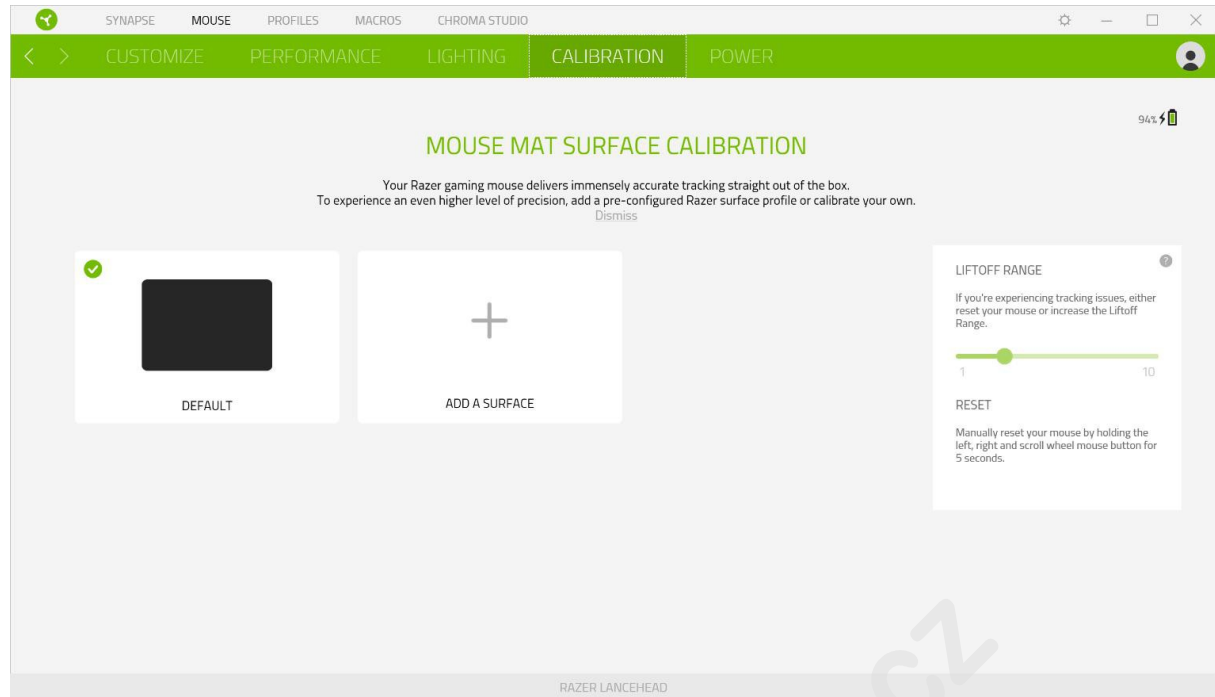 SYNAPSE MOUSE PROFILES MACROS CHROMA STUDIO
CUSTOMIZE PERFORMANCE LIGHTING CALIBRATION POWER
94%
MOUSE MAT SURFACE CALIBRATION
Your Razer gaming mouse delivers immensely accurate tracking straight out of the box.
To experience an even higher level of precision, add a pre-configured Razer surface profile or calibrate your own.
Dismiss
DEFAULT
ADD A SURFACE
?
LIFTOFF RANGE
If you're experiencing tracking issues, either
reset your mouse or increase the Liftoff
Range.
1 10
RESET
Manually reset your mouse by holding the
left, right and scroll wheel mouse button for
5 seconds.
cz
RAZER LANCEHEAD